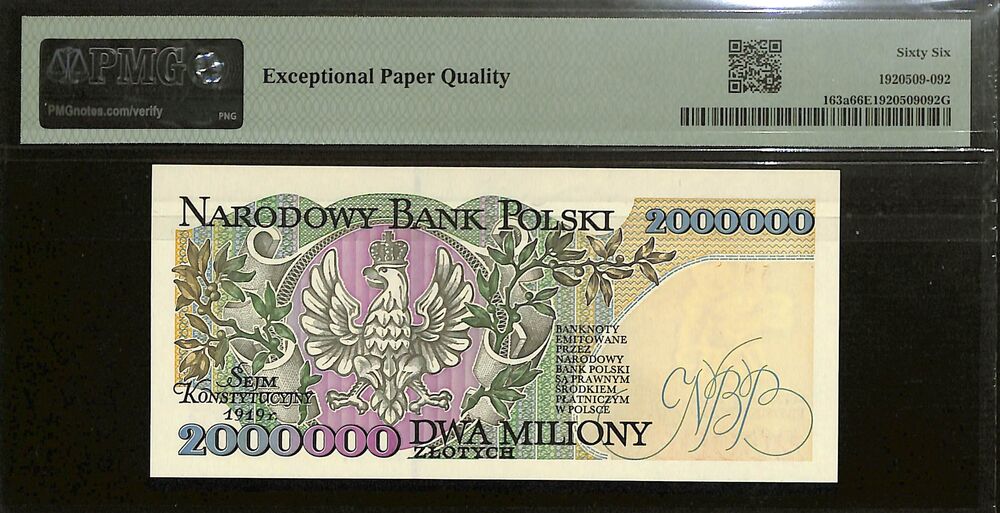 PMG
PMGnotes.com/verify
PNG
Exceptional Paper Quality
Sixty Six
1920509-092
163a66E1920509092G
NARODOWY BANK POLSKI
2000000
BANKNOTY
EMITOWANE
PRZEZ
NARODOWY
BANK POLSKI
SĄ PRAWNYM
ŚRODKIEM
PŁATNICZYM
W POLSCE
SEJM
KONSTYTUCYJNY
1919 r.
NBP
2000000
DWA MILIONY
ZŁOTYCH